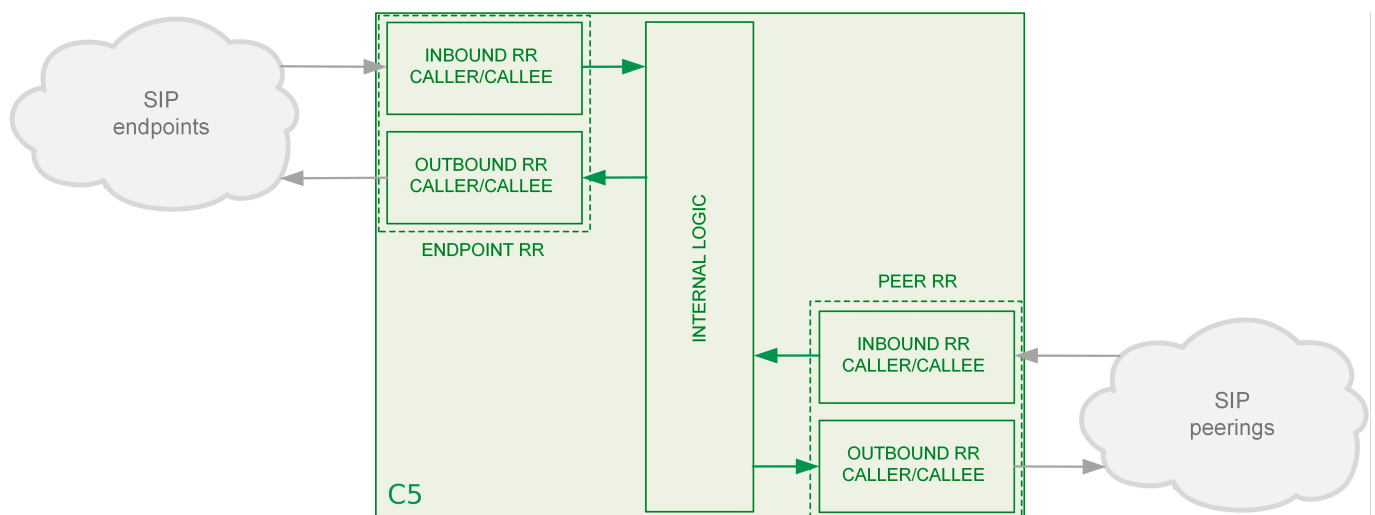 SIP
endpoints
INBOUND RR
CALLER/CALLEE
OUTBOUND RR
CALLER/CALLEE
ENDPOINT RR
INTERNAL LOGIC
PEER RR
INBOUND RR
CALLER/CALLEE
OUTBOUND RR
CALLER/CALLEE
SIP
peerings
C5